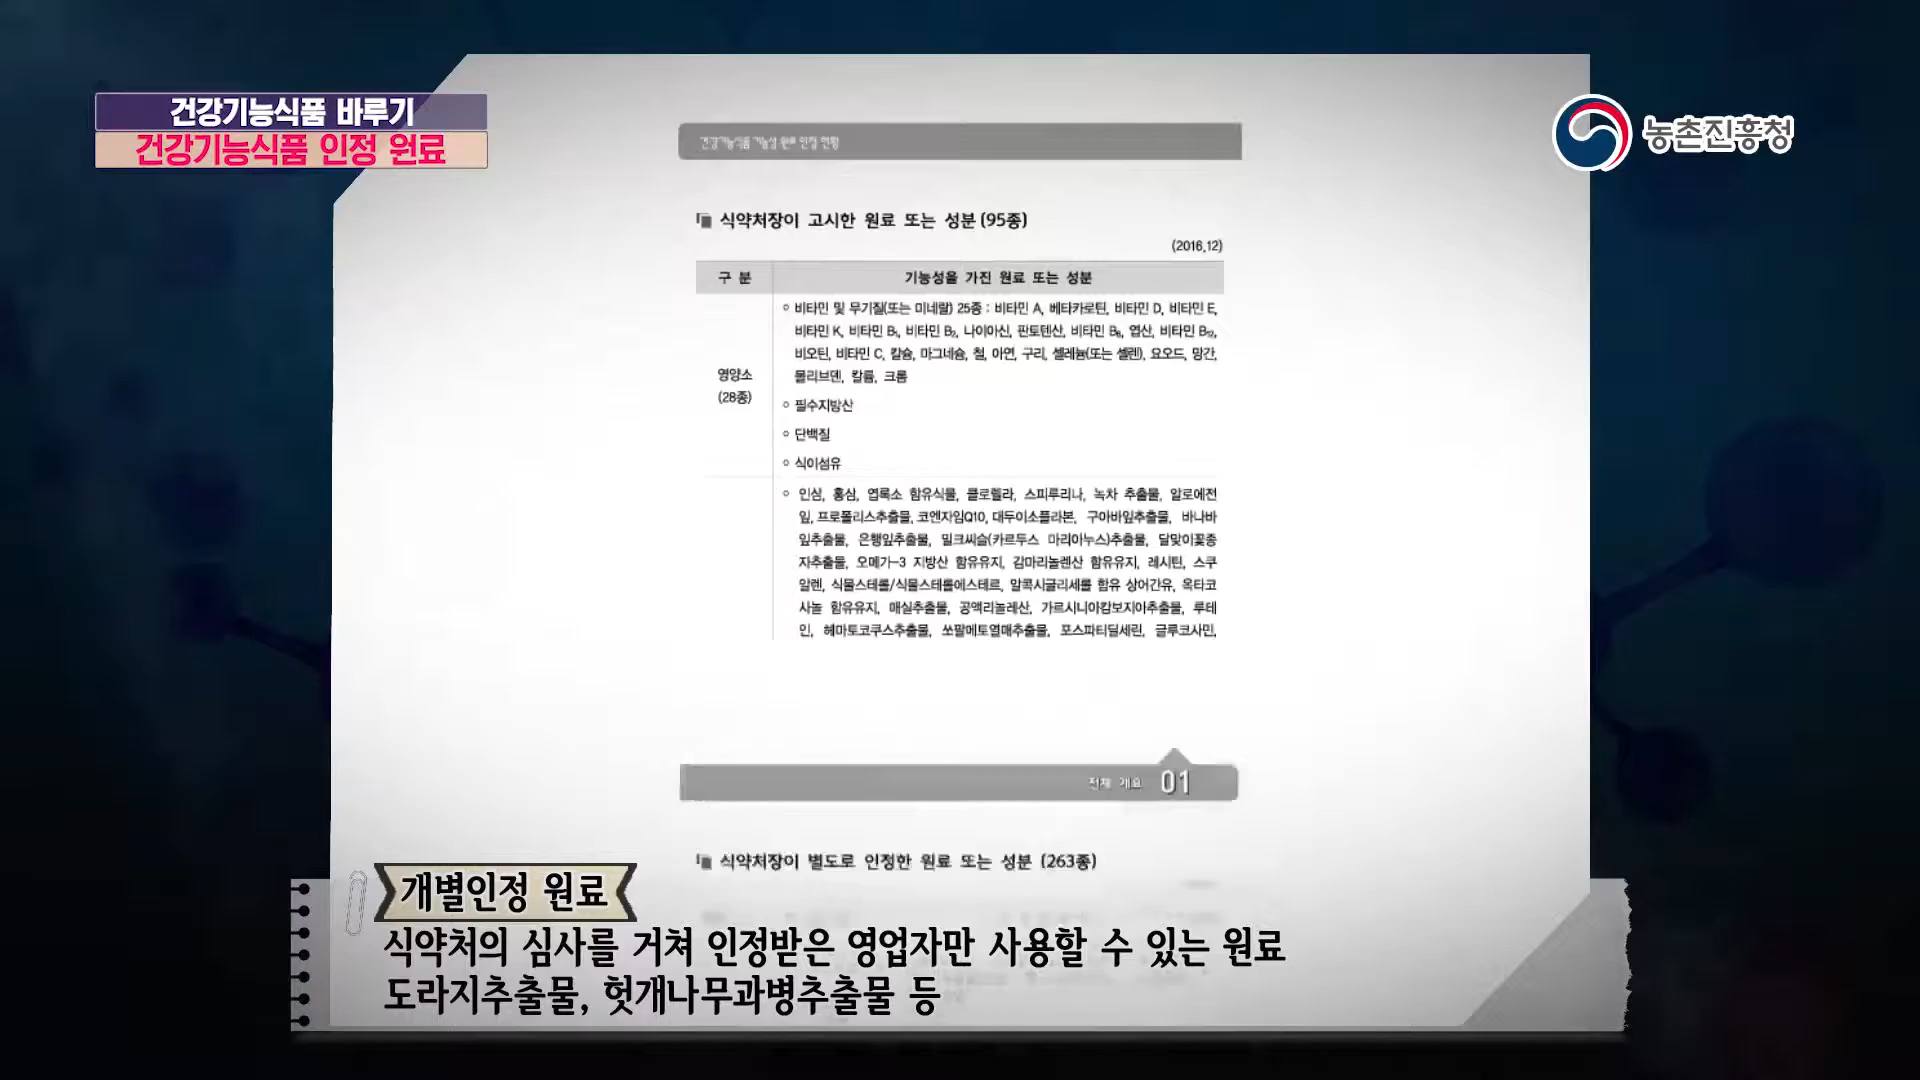 건강기능식품 바루기
건강기능식품 인정 원료
농촌진흥청
건강기능식품 기능성 원료 인정 현황
식약처장이 고시한 원료 또는 성분(95종)
(2016.12)
구 분
기능성을 가진 원료 또는 성분
영양소
(28종)
○ 비타민 및 무기질(또는 미네랄) 25종 : 비타민 A, 베타카로틴, 비타민 D, 비타민 E,
비타민 K, 비타민 B₁, 비타민 B₂, 나이아신, 판토텐산, 비타민 B₆, 엽산, 비타민 B₁₂,
비오틴, 비타민 C, 칼슘, 마그네슘, 철, 아연, 구리, 셀레늄(또는 셀렌), 요오드, 망간,
몰리브덴, 칼륨, 크롬
○ 필수지방산
○ 단백질
○ 식이섬유
○ 인삼, 홍삼, 엽록소 함유식물, 클로렐라, 스피루리나, 녹차 추출물, 알로에전
잎, 프로폴리스추출물, 코엔자임Q10, 대두이소플라본, 구아바잎추출물, 바나바
잎추출물, 은행잎추출물, 밀크씨슬(카르두스 마리아누스)추출물, 달맞이꽃종
자추출물, 오메가-3 지방산 함유유지, 감마리놀렌산 함유유지, 레시틴, 스쿠
알렌, 식물스테롤/식물스테롤에스테르, 알콕시글리세롤 함유 상어간유, 옥타코
사놀 함유유지, 매실추출물, 공액리놀레산, 가르시니아캄보지아추출물, 루테
인, 헤마토코쿠스추출물, 쏘팔메토열매추출물, 포스파티딜세린, 글루코사민,
전체 개요 01
식약처장이 별도로 인정한 원료 또는 성분 (263종)
개별인정 원료
식약처의 심사를 거쳐 인정받은 영업자만 사용할 수 있는 원료
도라지추출물, 헛개나무과병추출물 등